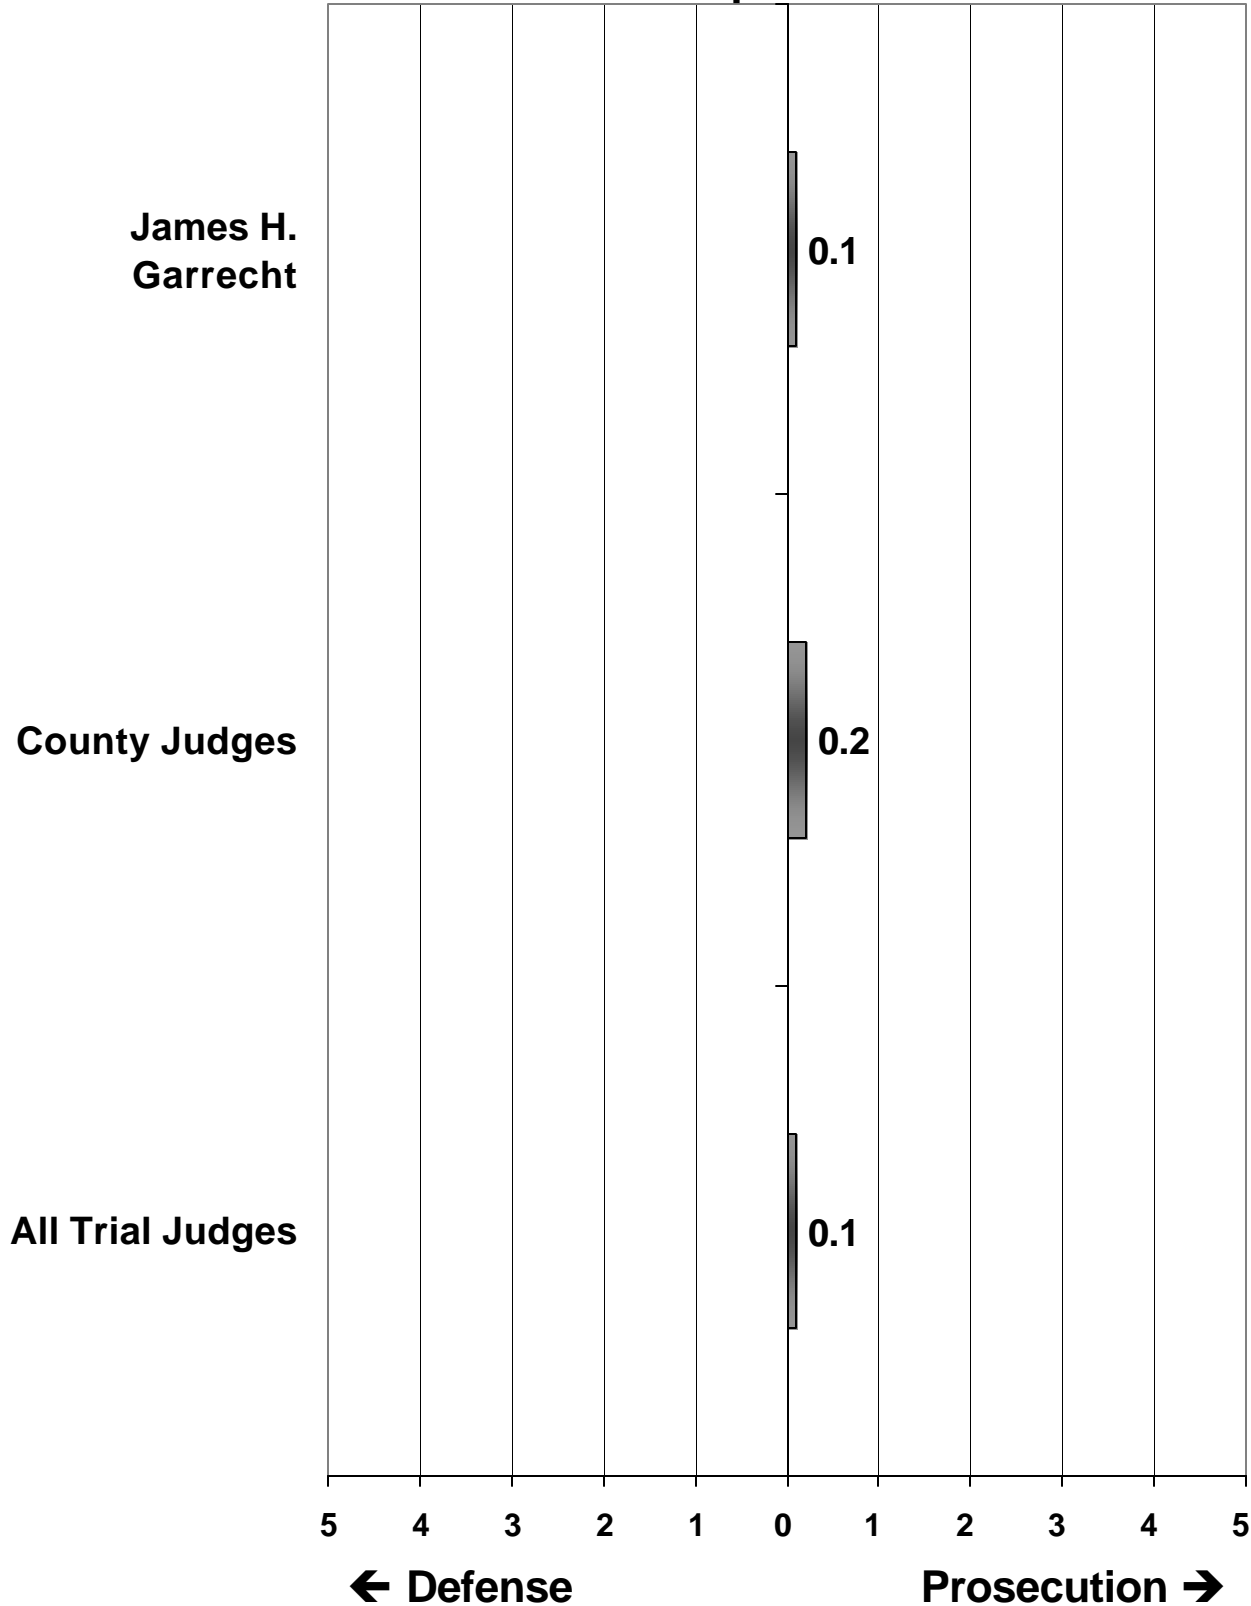 James H.
Garrecht
0.1
County Judges
0.2
All Trial Judges
0.1
5 4 3 2 1 0 1 2 3 4 5
← Defense Prosecution →